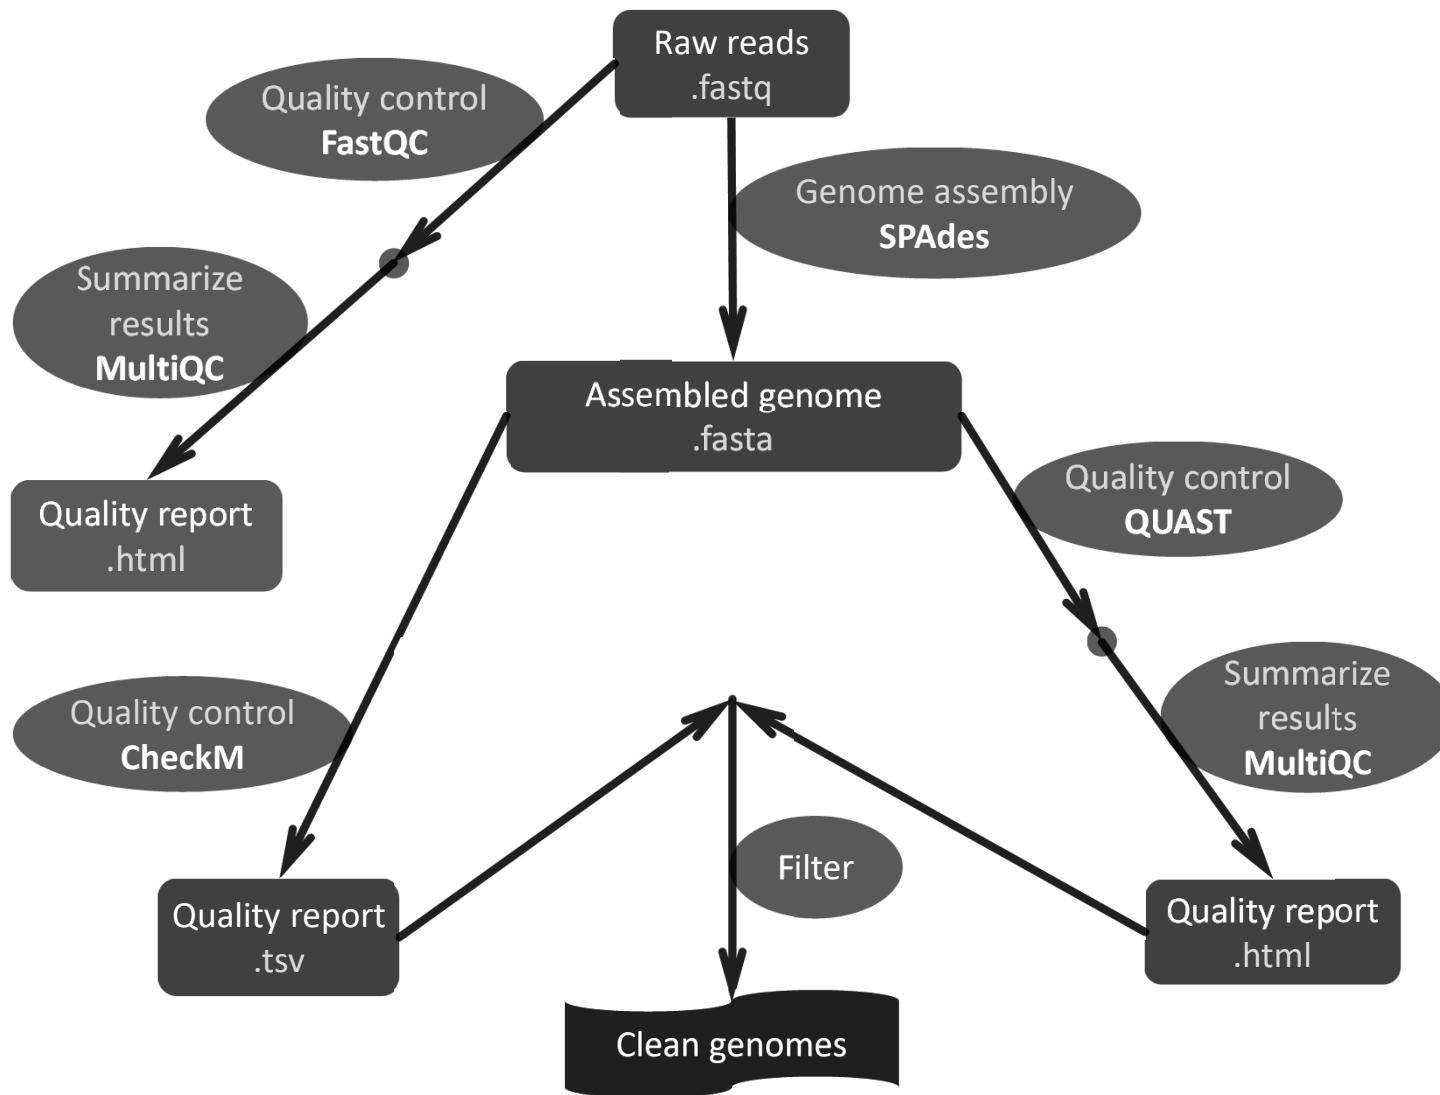 Raw reads
.fastq
Quality control
FastQC
Genome assembly
SPAdes
Summarize
results
MultiQC
Assembled genome
.fasta
Quality report
.html
Quality control
QUAST
Quality control
CheckM
Summarize
results
MultiQC
Filter
Quality report
.tsv
Quality report
.html
Clean genomes